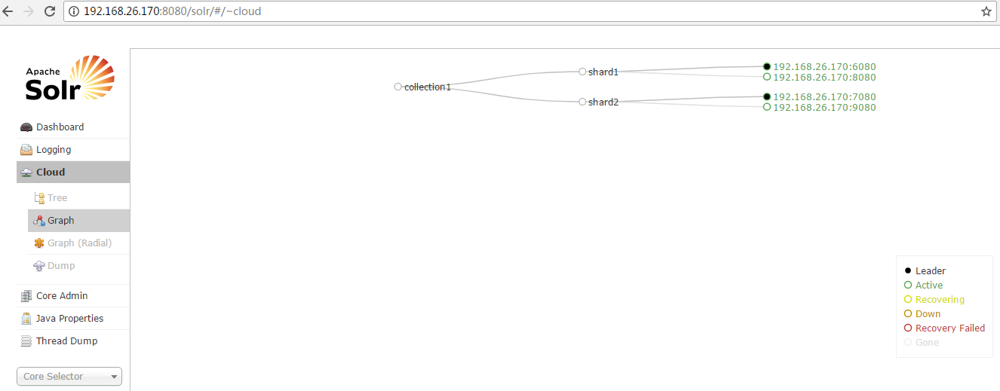 192.168.26.170:8080/solr/#/~cloud
Apache
Solr
Dashboard
Logging
Cloud
Tree
Graph
Graph (Radial)
Dump
Core Admin
Java Properties
Thread Dump
Core Selector
collection1
shard1
shard2
192.168.26.170:6080
192.168.26.170:8080
192.168.26.170:7080
192.168.26.170:9080
Leader
Active
Recovering
Down
Recovery Failed
Gone